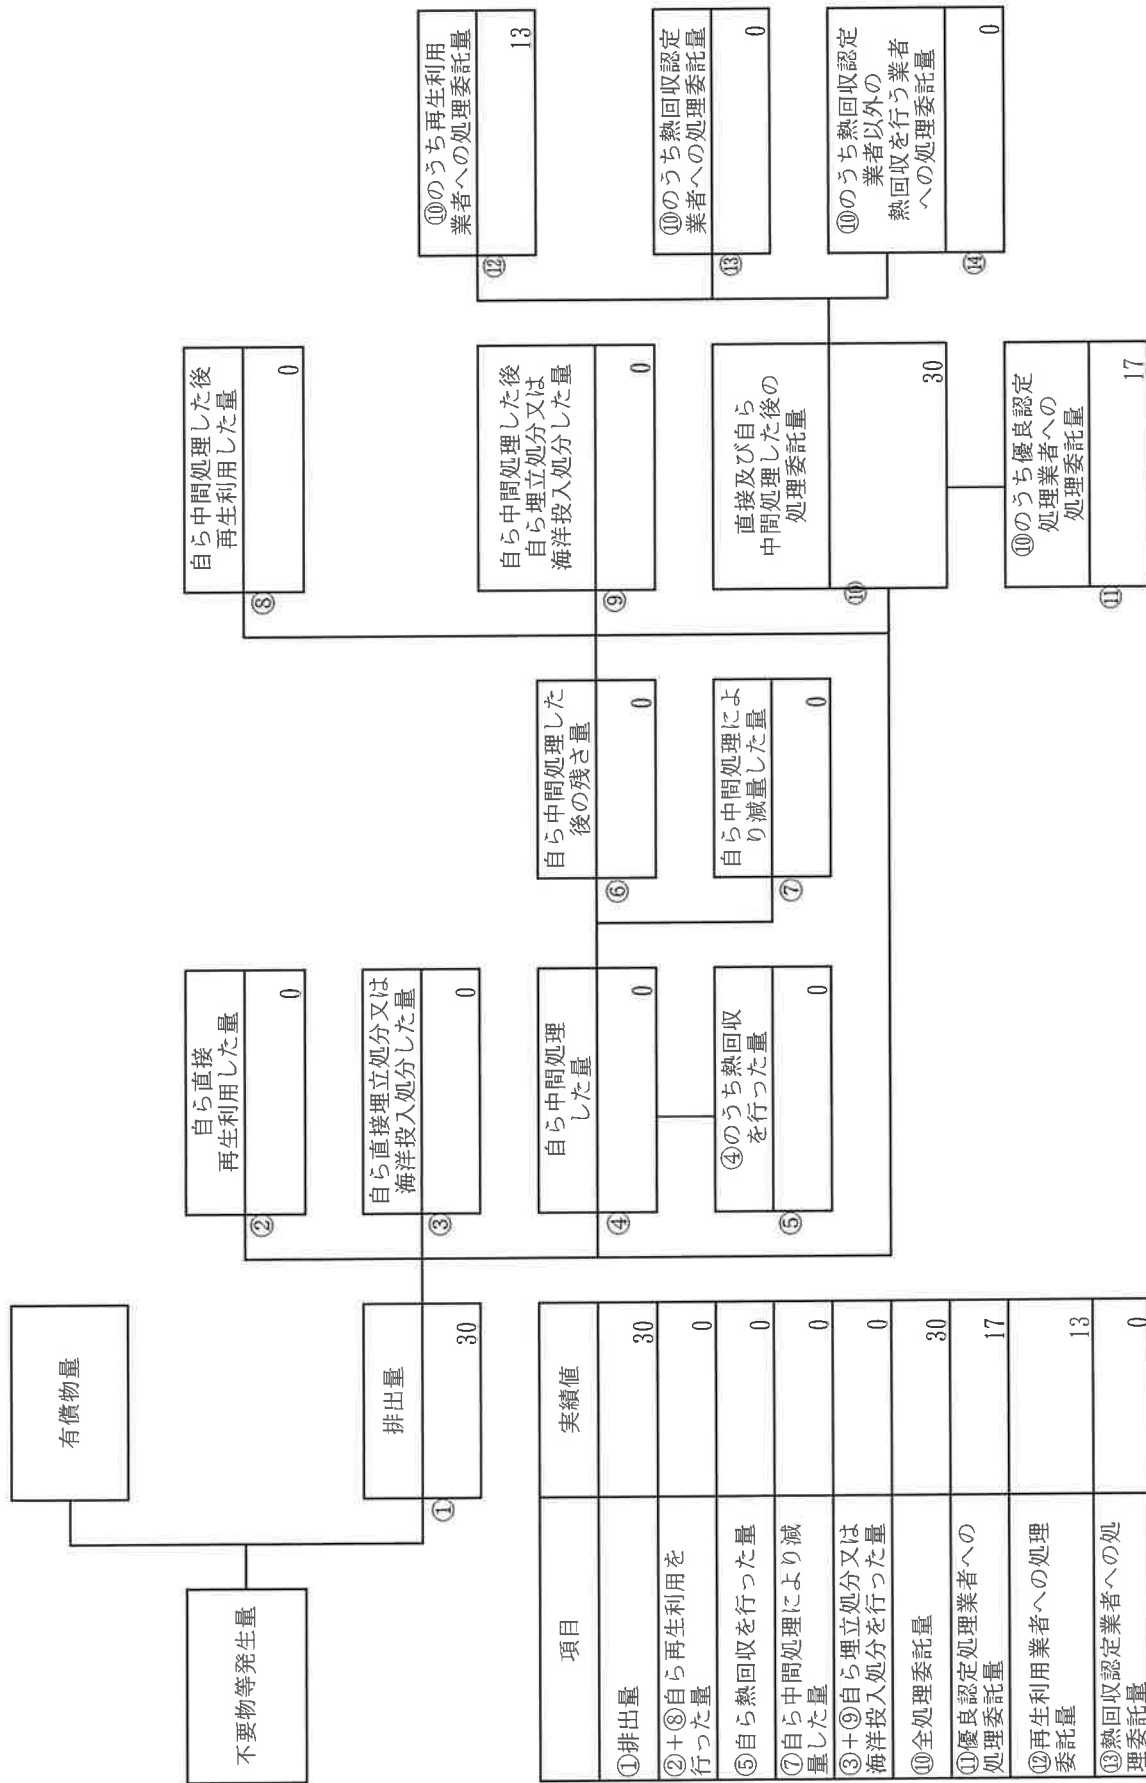 不要物等発生量
有償物量
①
排出量
30
②
自ら直接
再生利用した量
0
③
自ら直接埋立処分又は
海洋投入処分した量
0
④
自ら中間処理
した量
0
⑤
④のうち熱回収
を行った量
0
⑥
自ら中間処理した
後の残さ量
0
⑦
自ら中間処理によ
り減量した量
0
⑧
自ら中間処理した後
再生利用した量
0
⑨
自ら中間処理した後
自ら埋立処分又は
海洋投入処分した量
0
⑩
直接及び自ら
中間処理した後の
処理委託量
30
⑪
⑩のうち優良認定
処理業者への
処理委託量
17
⑫
⑩のうち再生利用
業者への処理委託量
13
⑬
⑩のうち熱回収認定
業者への処理委託量
0
⑭
⑩のうち熱回収認定
業者以外の
熱回収を行う業者
への処理委託量
0
項目
実績値
①排出量
30
②+⑧自ら再生利用を
行った量
0
⑤自ら熱回収を行った量
0
⑦自ら中間処理により減
量した量
0
③+⑨自ら埋立処分又は
海洋投入処分を行った量
0
⑩全処理委託量
30
⑪優良認定処理業者への
処理委託量
17
⑫再生利用業者への処理
委託量
13
⑬熱回収認定業者への処
理委託量
0